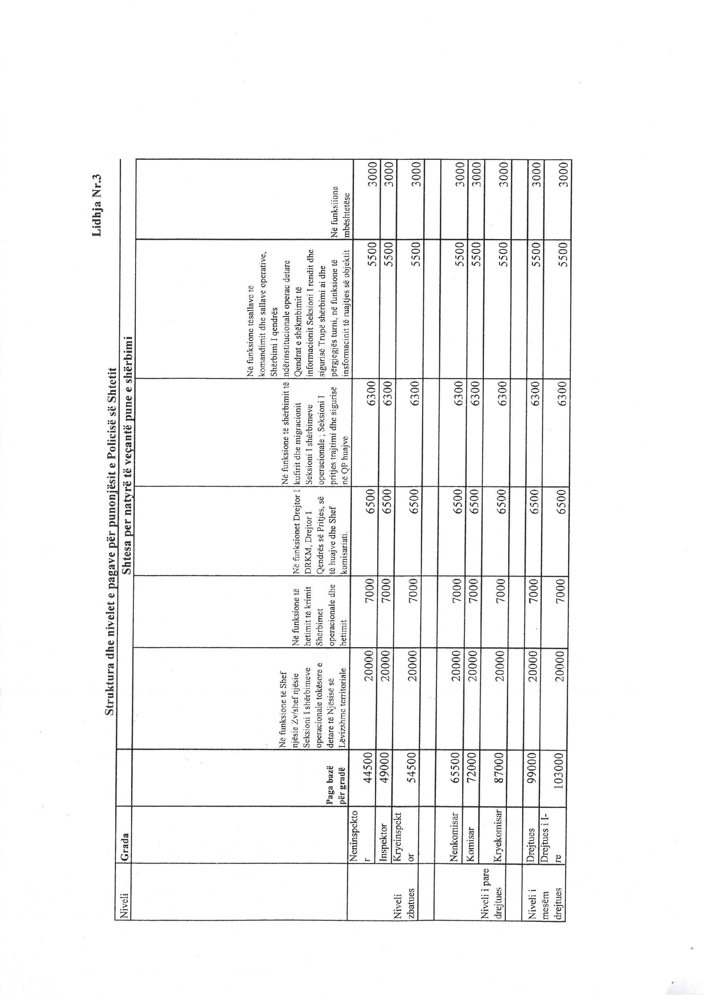 Lidhja Nr.3
Struktura dhe nivelet e pagave për punonjësit e Policisë së Shtetit
Niveli Grada Shtesa per natyrë të veçantë pune e shërbimi
Paga bazë
për gradë
Në funksione të Shef
njësie Zv/shef njësie
Seksioni I shërbimeve
operacionale tokësore e
detare të Njësisë së
Lëvizshme territoriale
Në funksione të
hetimit të krimit
Shërbimet
operacionale dhe
hetimit
Në funksionet Drejtor I
DRKM, Drejtor I
Qendrës së Pritjes, së
të huajve dhe Shef
komisariati.
Në funksione të shërbimit të
kufirit dhe migracionit
Seksioni I shërbimeve
operacionale ; Seksioni I
pritjes trajtimi dhe sigurisë
në QP huajve
Në funksione tësallave të
komandimit dhe sallave operative,
Shërbimi I qendrës
ndërinstitucionale operac detare
Qendrat e shëkmbimit të
informacionit Seksioni I rendit dhe
sigurisë Trupë shërbimi ai dhe
përgjegjës turni, në funksione të
insformacinit të ruajtjes së objektit
Në funksiione
mbështetëse
Niveli
zbatues
Neninspekto
r 44500 20000 7000 6500 6300 5500 3000
Inspektor 49000 20000 7000 6500 6300 5500 3000
Kryeinspekt
or 54500 20000 7000 6500 6300 5500 3000
Niveli i pare
drejtues
Nenkomisar 65500 20000 7000 6500 6300 5500 3000
Komisar 72000 20000 7000 6500 6300 5500 3000
Kryekomisar 87000 20000 7000 6500 6300 5500 3000
Niveli i
mesëm
drejtues
Drejtues 99000 20000 7000 6500 6300 5500 3000
Drejtues i I-
re 103000 20000 7000 6500 6300 5500 3000